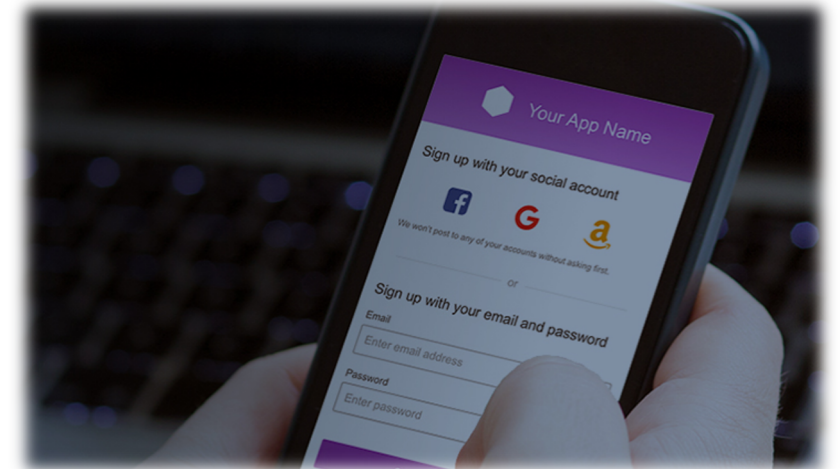 Your App Name
Sign up with your social account
We won't post to any of your accounts without asking first.
or
Sign up with your email and password
Email
Enter email address
Password
Enter password